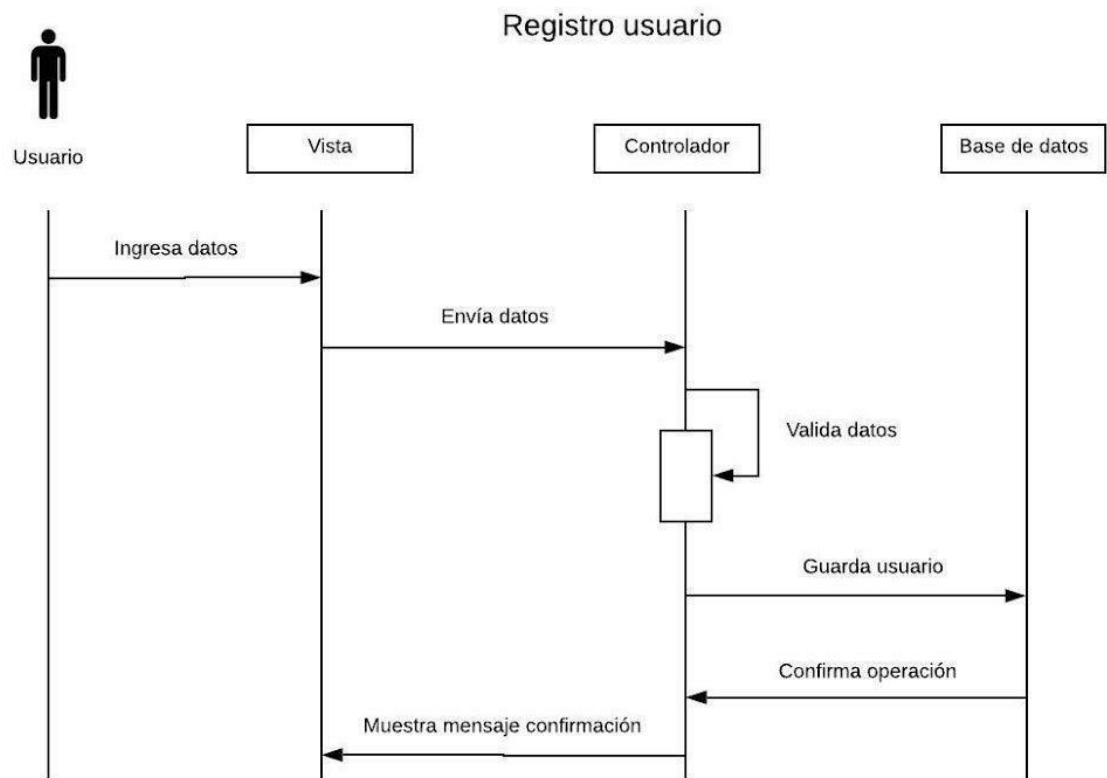 Registro usuario
Usuario
Vista
Controlador
Base de datos
Ingresa datos
Envía datos
Valida datos
Guarda usuario
Confirma operación
Muestra mensaje confirmación